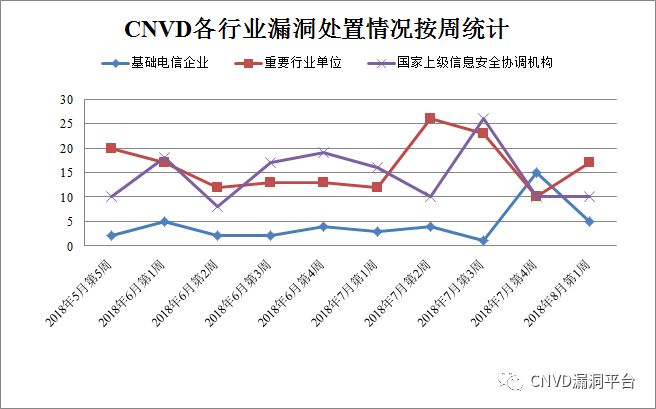 CNVD各行业漏洞处置情况按周统计
基础电信企业 重要行业单位 国家上级信息安全协调机构
30
25
20
15
10
5
0
2018年5月第5周
2018年6月第1周
2018年6月第2周
2018年6月第3周
2018年6月第4周
2018年7月第1周
2018年7月第2周
2018年7月第3周
2018年7月第4周
2018年8月第1周
CNVD漏洞平台